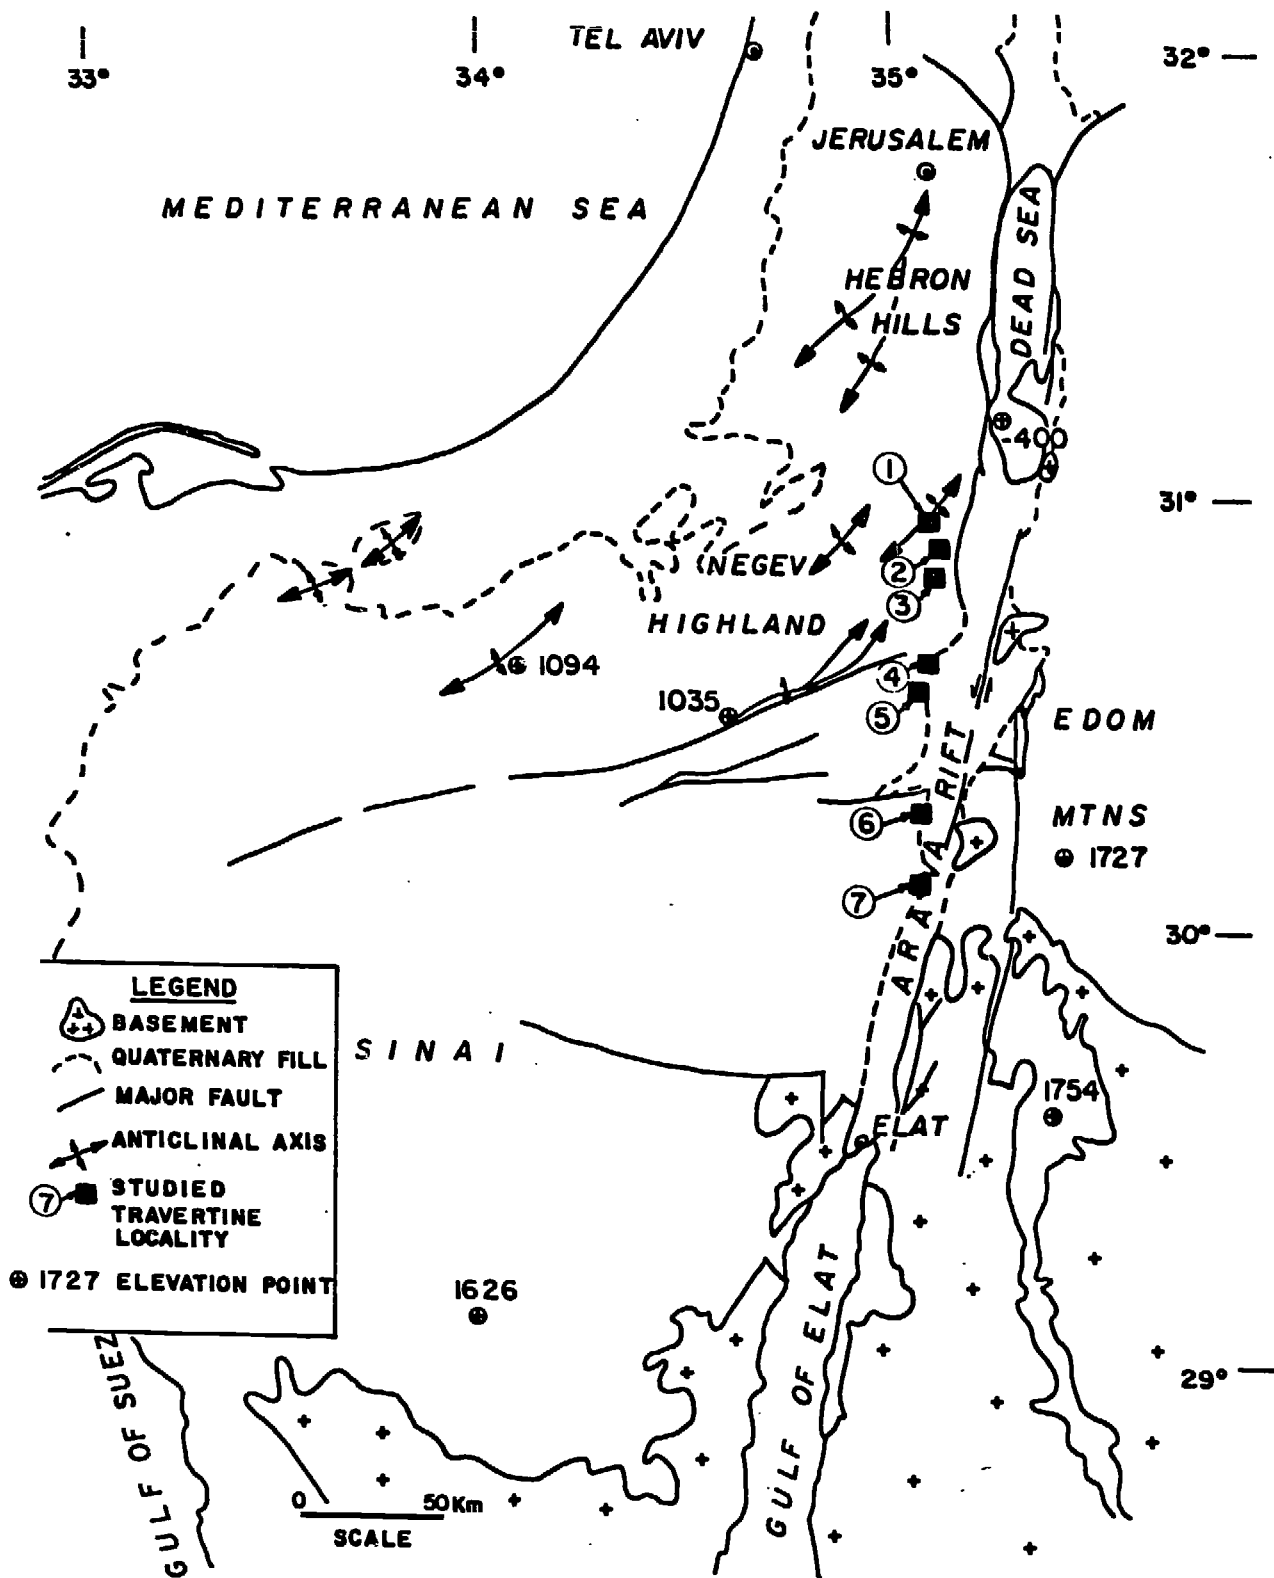 TEL AVIV
33°
34°
35°
32°
JERUSALEM
MEDITERRANEAN SEA
DEAD SEA
HEBRON
HILLS
-400
1
31°
NEGEV
2
3
HIGHLAND
1094
4
1035
5
EDOM
ARAVA RIFT
MTNS
6
1727
7
30°
LEGEND
BASEMENT
QUATERNARY FILL
MAJOR FAULT
ANTICLINAL AXIS
7 STUDIED
TRAVERTINE
LOCALITY
1727 ELEVATION POINT
SINAI
1754
ELAT
1626
GULF OF ELAT
GULF OF SUEZ
29°
0 50 Km
SCALE